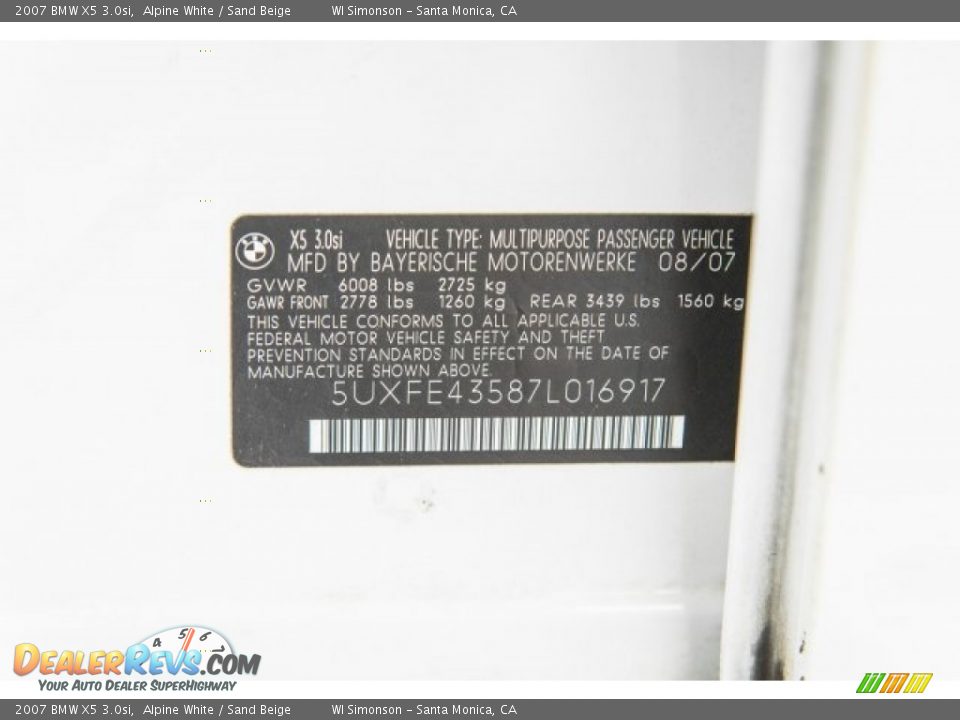 2007 BMW X5 3.0si, Alpine White / Sand Beige WI Simonson - Santa Monica, CA
X5 3.0si VEHICLE TYPE: MULTIPURPOSE PASSENGER VEHICLE
MFD BY BAYERISCHE MOTORENWERKE 08/07
GVWR 6008 lbs 2725 kg
GAWR FRONT 2778 lbs 1260 kg REAR 3439 lbs 1560 kg
THIS VEHICLE CONFORMS TO ALL APPLICABLE U.S.
FEDERAL MOTOR VEHICLE SAFETY AND THEFT
PREVENTION STANDARDS IN EFFECT ON THE DATE OF
MANUFACTURE SHOWN ABOVE.
5UXFE43587L016917
4 5 6 7
DEALERREVS.COM
YOUR AUTO DEALER SUPERHIGHWAY
2007 BMW X5 3.0si, Alpine White / Sand Beige WI Simonson - Santa Monica, CA